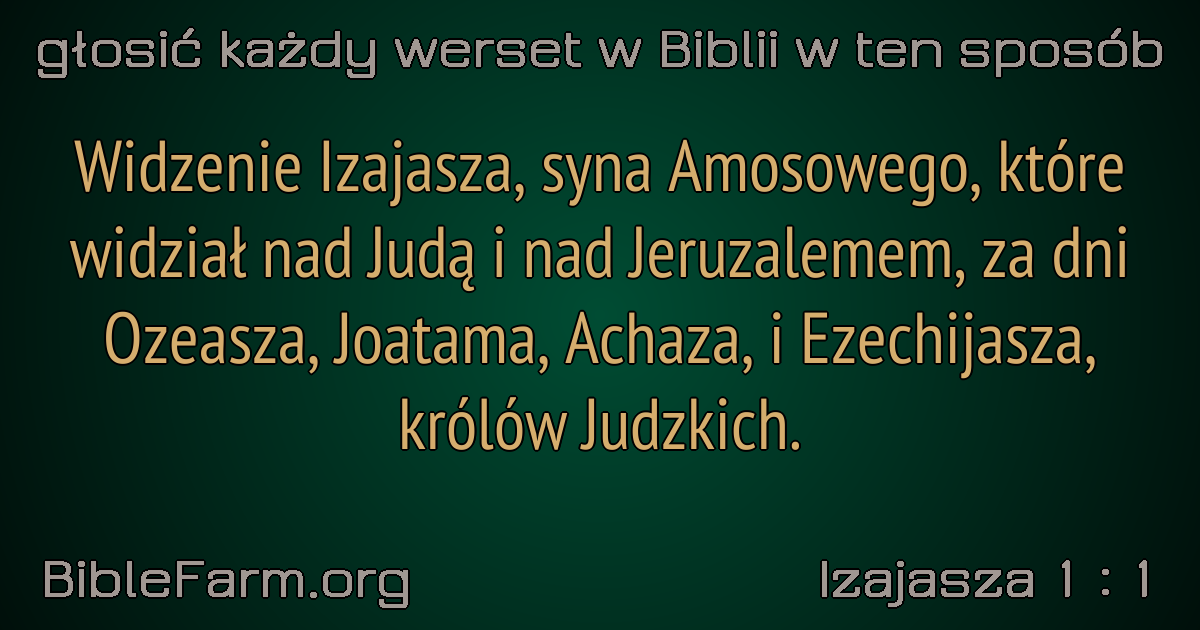 głosić każdy werset w Biblii w ten sposób
Widzenie Izajasza, syna Amosowego, które
widział nad Judą i nad Jeruzalemem, za dni
Ozeasza, Joatama, Achaza, i Ezechijasza,
królów Judzkich.
BibleFarm.org
Izajasza 1 : 1